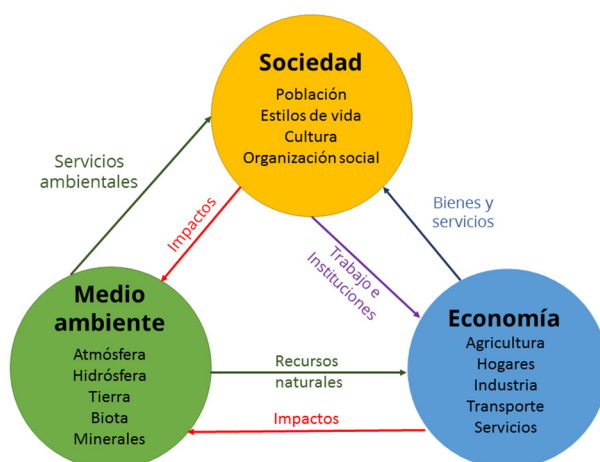 Sociedad
Población
Estilos de vida
Cultura
Organización social
Servicios
ambientales
Impactos
Trabajo e
Instituciones
Bienes y
servicios
Medio
ambiente
Atmósfera
Hidrósfera
Tierra
Biota
Minerales
Recursos
naturales
Impactos
Economía
Agricultura
Hogares
Industria
Transporte
Servicios